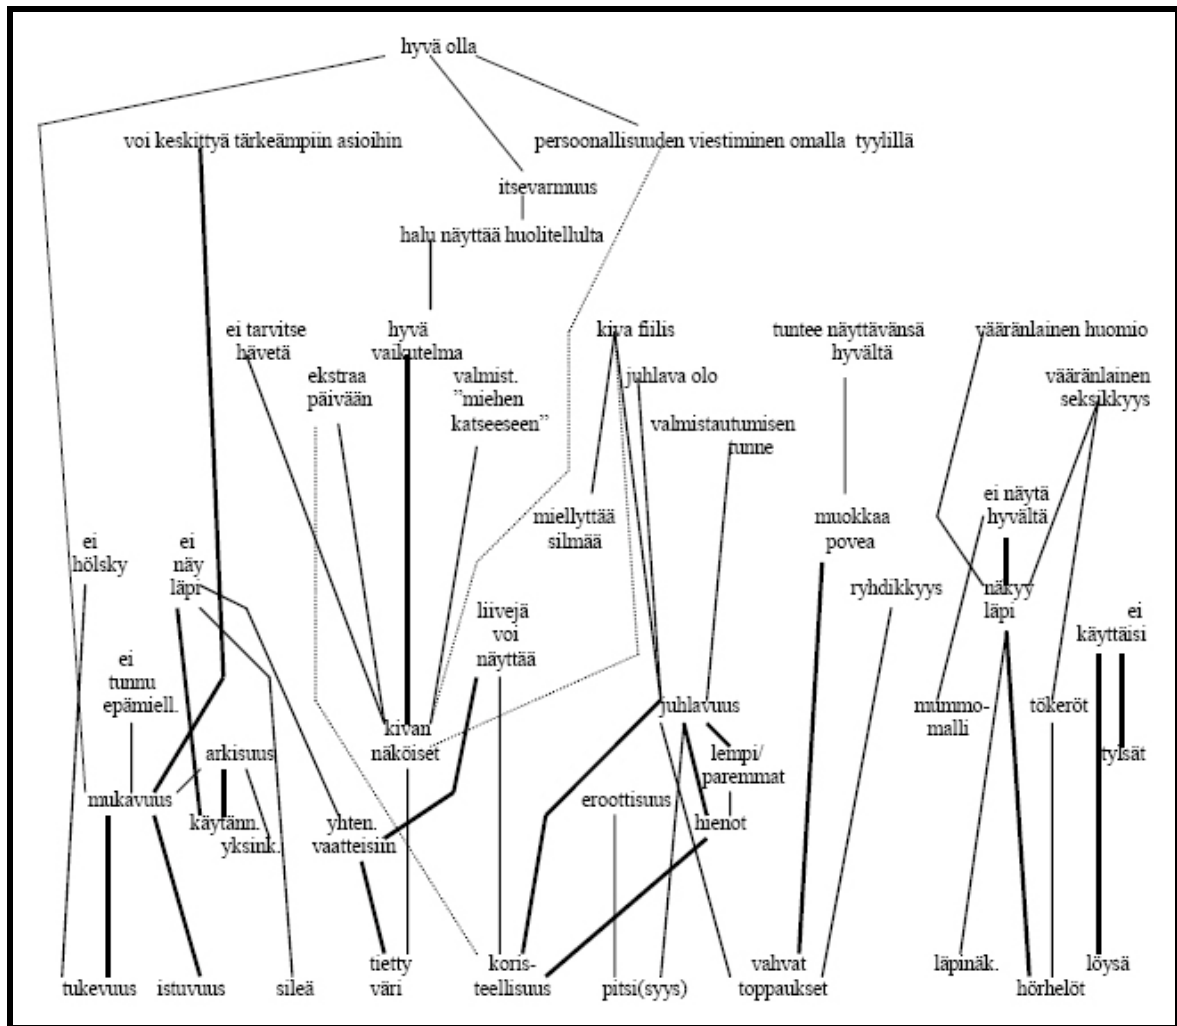 hyvä olla
voi keskittyä tärkeämpiin asioihin
persoonallisuuden viestiminen omalla tyylillä
itsevarmuus
halu näyttää huolitellulta
ei tarvitse
hävetä
hyvä
vaikutelma
kiva fiilis
tuntee näyttävänsä
hyvältä
vääränlainen huomio
ekstraa
päivään
valmist.
”miehen
katseeseen”
juhlava olo
vääränlainen
seksikkyys
valmistautumisen
tunne
ei näytä
hyvältä
miellyttää
silmää
muokkaa
povea
ei
hölsky
ei
näy
läpi
ryhdikkyys
näkyy
läpi
liivejä
voi
näyttää
ei
käyttäisi
ei
tunnu
epämiell.
kivan
näköiset
juhlavuus
mummo-
malli
tökeröt
arkisuus
lempi/
paremmat
tylsät
mukavuus
eroottisuus
käytänn.
yksink.
yhten.
vaatteisiin
hienot
tukevuus
istuvuus
sileä
tietty
väri
koris-
teellisuus
pitsi(syys)
vahvat
toppaukset
läpinäk.
hörhelöt
löysä